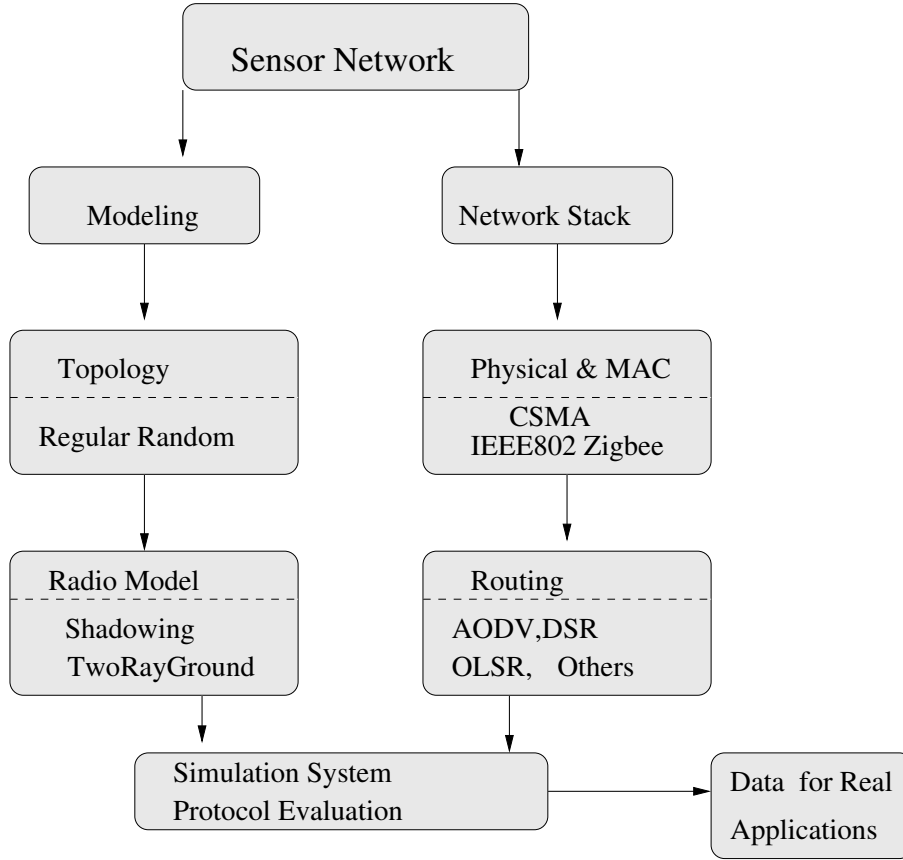 Sensor Network
Modeling
Network Stack
Topology
Regular Random
Physical & MAC
CSMA
IEEE802 Zigbee
Radio Model
Shadowing
TwoRayGround
Routing
AODV,DSR
OLSR, Others
Simulation System
Protocol Evaluation
Data for Real
Applications